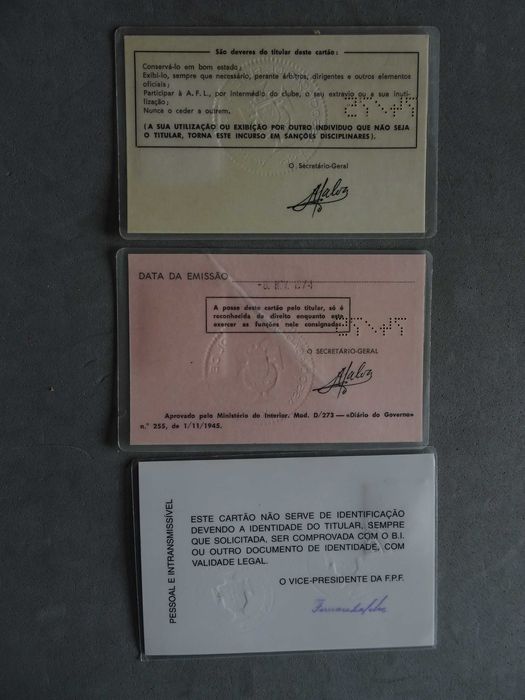 São deveres do titular deste cartão:
Conservá-lo em bom estado;
Exibi-lo, sempre que necessário, perante árbitros, dirigentes e outros elementos
oficiais;
Participar à A. F. L., por intermédio do clube, o seu extravio ou a sua inuti-
lização;
Nunca o ceder a outrem.
(A SUA UTILIZAÇÃO OU EXIBIÇÃO POR OUTRO INDIVÍDUO QUE NÃO SEJA
O TITULAR, TORNA ESTE INCURSO EM SANÇÕES DISCIPLINARES).
O Secretário-Geral
DATA DA EMISSÃO
A posse deste cartão pelo titular, só é
reconhecida de direito enquanto este
exercer as funções nele consignadas.
O SECRETÁRIO-GERAL
Aprovado pelo Ministério do Interior. Mod. D/273 — «Diário do Governo»
n.º 255, de 1/11/1945.
PESSOAL E INTRANSMISSÍVEL
ESTE CARTÃO NÃO SERVE DE IDENTIFICAÇÃO
DEVENDO A IDENTIDADE DO TITULAR, SEMPRE
QUE SOLICITADA, SER COMPROVADA COM O B.I.
OU OUTRO DOCUMENTO DE IDENTIDADE, COM
VALIDADE LEGAL.
O VICE-PRESIDENTE DA F.P.F.